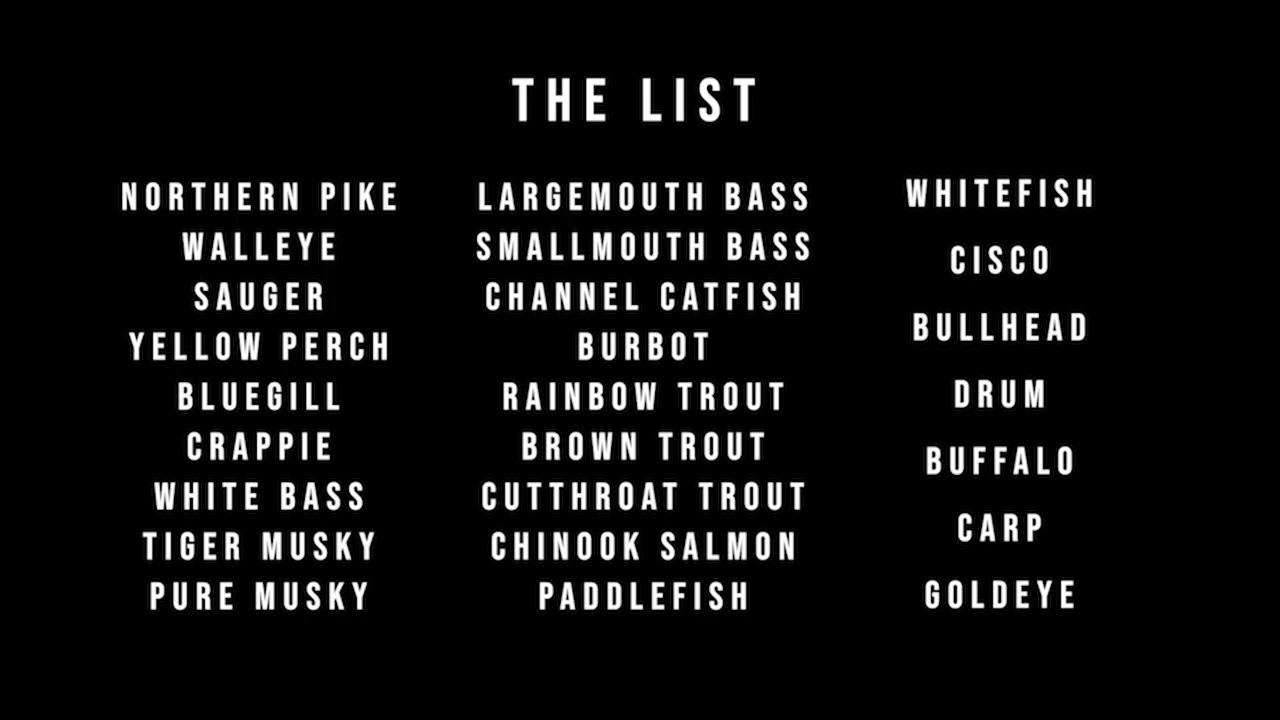 THE LIST
NORTHERN PIKE
WALLEYE
SAUGER
YELLOW PERCH
BLUEGILL
CRAPPIE
WHITE BASS
TIGER MUSKY
PURE MUSKY
LARGEMOUTH BASS
SMALLMOUTH BASS
CHANNEL CATFISH
BURBOT
RAINBOW TROUT
BROWN TROUT
CUTTHROAT TROUT
CHINOOK SALMON
PADDLEFISH
WHITEFISH
CISCO
BULLHEAD
DRUM
BUFFALO
CARP
GOLDEYE